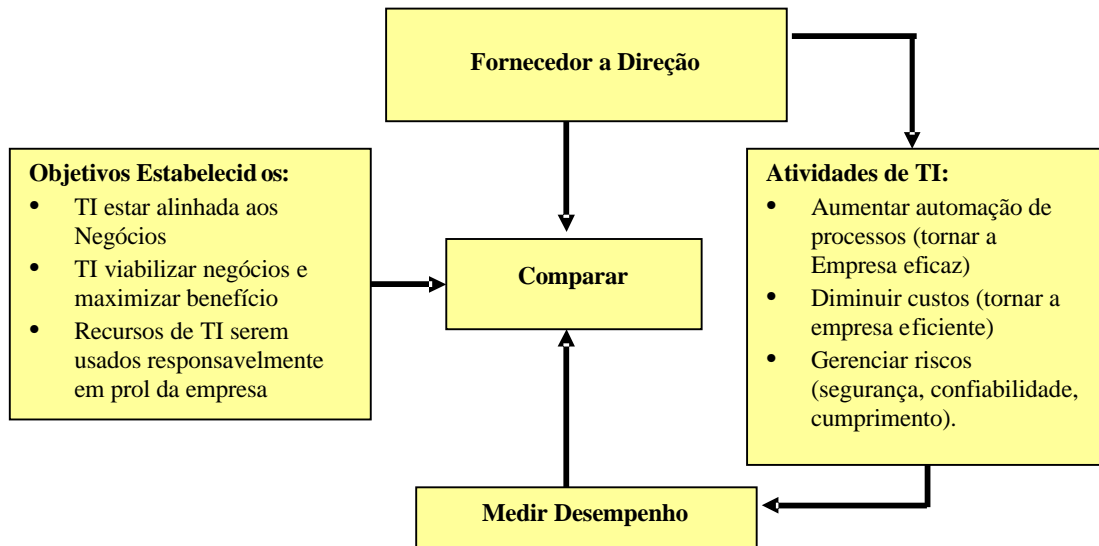 Fornecedor a Direção
Objetivos Estabelecid os:
• TI estar alinhada aos
Negócios
• TI viabilizar negócios e
maximizar benefício
• Recursos de TI serem
usados responsavelmente
em prol da empresa
Comparar
Atividades de TI:
• Aumentar automação de
processos (tornar a
Empresa eficaz)
• Diminuir custos (tornar a
empresa eficiente)
• Gerenciar riscos
(segurança, confiabilidade,
cumprimento).
Medir Desempenho